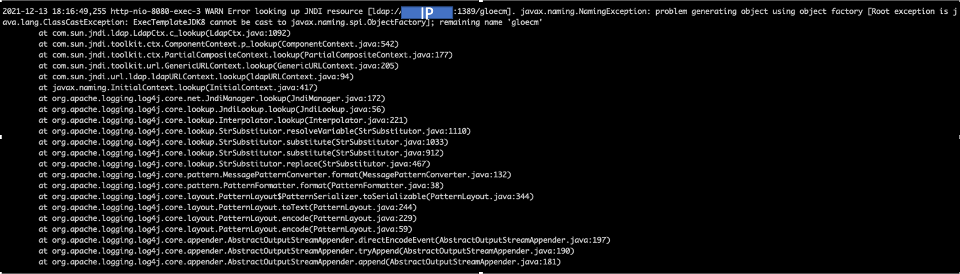 2021-12-13 18:16:49,255 http-nio-8080-exec-3 WARN Error looking up JNDI resource [ldap://IP:1389/gloecm]. javax.naming.NamingException: problem generating object using object factory [Root exception is j
ava.lang.ClassCastException: ExecTemplateJDK8 cannot be cast to javax.naming.spi.ObjectFactory]; remaining name 'gloecm'
at com.sun.jndi.ldap.LdapCtx.c_lookup(LdapCtx.java:1092)
at com.sun.jndi.toolkit.ctx.ComponentContext.p_lookup(ComponentContext.java:542)
at com.sun.jndi.toolkit.ctx.PartialCompositeContext.lookup(PartialCompositeContext.java:177)
at com.sun.jndi.toolkit.url.GenericURLContext.lookup(GenericURLContext.java:205)
at com.sun.jndi.url.ldap.ldapURLContext.lookup(ldapURLContext.java:94)
at javax.naming.InitialContext.lookup(InitialContext.java:417)
at org.apache.logging.log4j.core.net.JndiManager.lookup(JndiManager.java:172)
at org.apache.logging.log4j.core.lookup.JndiLookup.lookup(JndiLookup.java:56)
at org.apache.logging.log4j.core.lookup.Interpolator.lookup(Interpolator.java:221)
at org.apache.logging.log4j.core.lookup.StrSubstitutor.resolveVariable(StrSubstitutor.java:1110)
at org.apache.logging.log4j.core.lookup.StrSubstitutor.substitute(StrSubstitutor.java:1033)
at org.apache.logging.log4j.core.lookup.StrSubstitutor.substitute(StrSubstitutor.java:912)
at org.apache.logging.log4j.core.lookup.StrSubstitutor.replace(StrSubstitutor.java:467)
at org.apache.logging.log4j.core.pattern.MessagePatternConverter.format(MessagePatternConverter.java:132)
at org.apache.logging.log4j.core.pattern.PatternFormatter.format(PatternFormatter.java:38)
at org.apache.logging.log4j.core.layout.PatternLayout$PatternSerializer.toSerializable(PatternLayout.java:344)
at org.apache.logging.log4j.core.layout.PatternLayout.toText(PatternLayout.java:244)
at org.apache.logging.log4j.core.layout.PatternLayout.encode(PatternLayout.java:229)
at org.apache.logging.log4j.core.layout.PatternLayout.encode(PatternLayout.java:59)
at org.apache.logging.log4j.core.appender.AbstractOutputStreamAppender.directEncodeEvent(AbstractOutputStreamAppender.java:197)
at org.apache.logging.log4j.core.appender.AbstractOutputStreamAppender.tryAppend(AbstractOutputStreamAppender.java:190)
at org.apache.logging.log4j.core.appender.AbstractOutputStreamAppender.append(AbstractOutputStreamAppender.java:181)